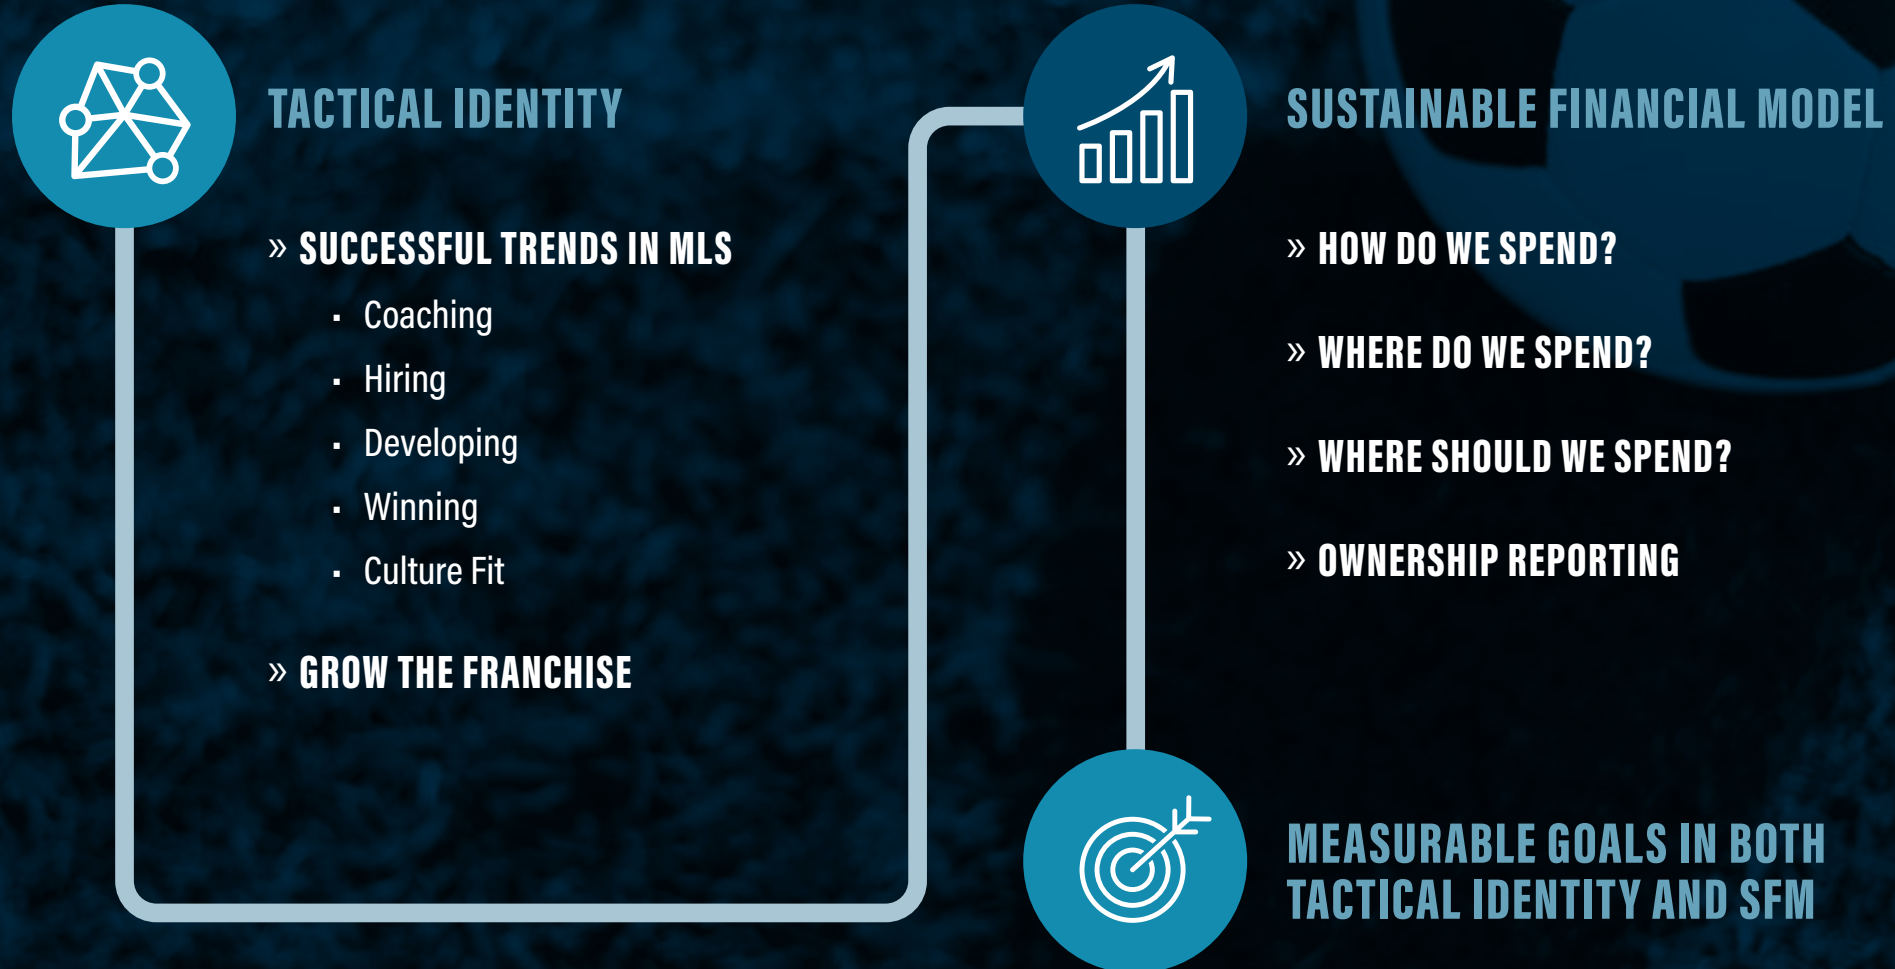 TACTICAL IDENTITY
» SUCCESSFUL TRENDS IN MLS
▪ Coaching
▪ Hiring
▪ Developing
▪ Winning
▪ Culture Fit
» GROW THE FRANCHISE
SUSTAINABLE FINANCIAL MODEL
» HOW DO WE SPEND?
» WHERE DO WE SPEND?
» WHERE SHOULD WE SPEND?
» OWNERSHIP REPORTING
MEASURABLE GOALS IN BOTH
TACTICAL IDENTITY AND SFM